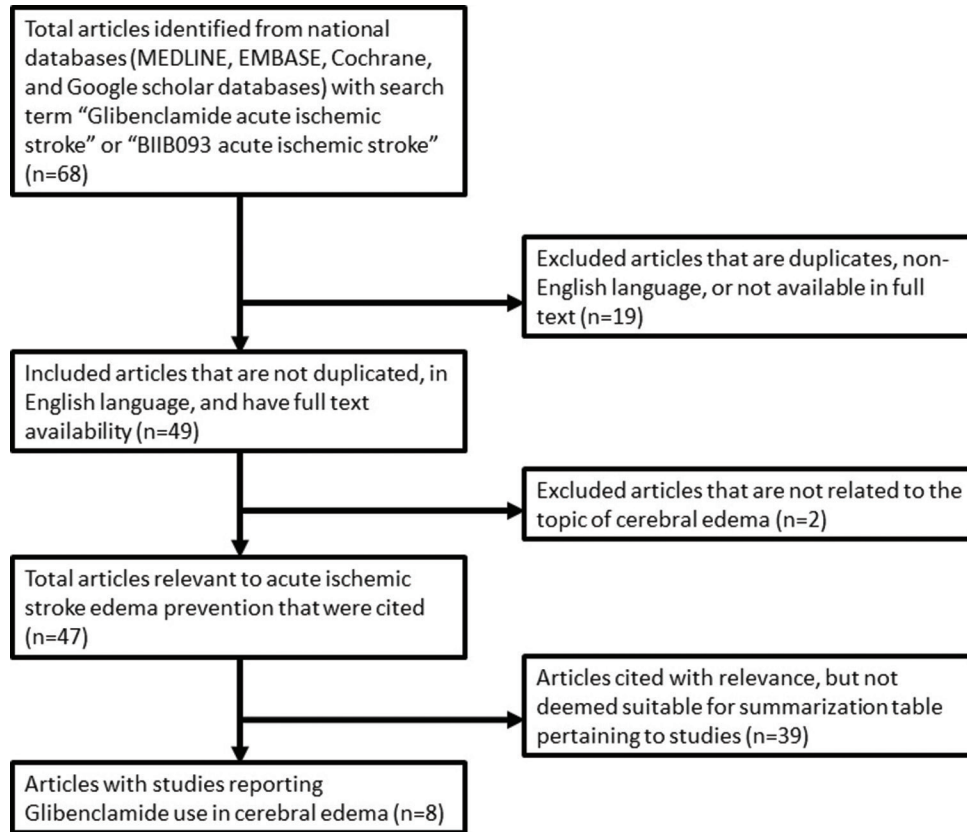 Total articles identified from national
databases (MEDLINE, EMBASE, Cochrane,
and Google scholar databases) with search
term “Glibenclamide acute ischemic
stroke” or “BIIB093 acute ischemic stroke”
(n=68)
Excluded articles that are duplicates, non-
English language, or not available in full
text (n=19)
Included articles that are not duplicated, in
English language, and have full text
availability (n=49)
Excluded articles that are not related to the
topic of cerebral edema (n=2)
Total articles relevant to acute ischemic
stroke edema prevention that were cited
(n=47)
Articles cited with relevance, but not
deemed suitable for summarization table
pertaining to studies (n=39)
Articles with studies reporting
Glibenclamide use in cerebral edema (n=8)